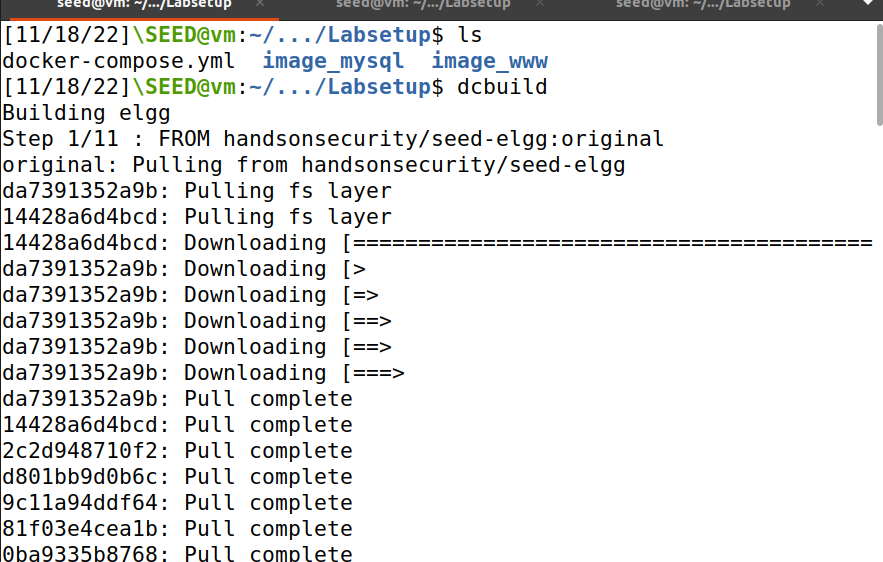 seed@vm: ~/.../Labsetup × seed@vm: ~/.../Labsetup × seed@vm: ~/.../Labsetup ×
[11/18/22]\SEED@vm:~/.../Labsetup$ ls
docker-compose.yml  image_mysql  image_www
[11/18/22]\SEED@vm:~/.../Labsetup$ dcbuild
Building elgg
Step 1/11 : FROM handsonsecurity/seed-elgg:original
original: Pulling from handsonsecurity/seed-elgg
da7391352a9b: Pulling fs layer
14428a6d4bcd: Pulling fs layer
14428a6d4bcd: Downloading [========================================
da7391352a9b: Downloading [>
da7391352a9b: Downloading [=>
da7391352a9b: Downloading [==>
da7391352a9b: Downloading [==>
da7391352a9b: Downloading [===>
da7391352a9b: Pull complete
14428a6d4bcd: Pull complete
2c2d948710f2: Pull complete
d801bb9d0b6c: Pull complete
9c11a94ddf64: Pull complete
81f03e4cea1b: Pull complete
0ba9335b8768: Pull complete